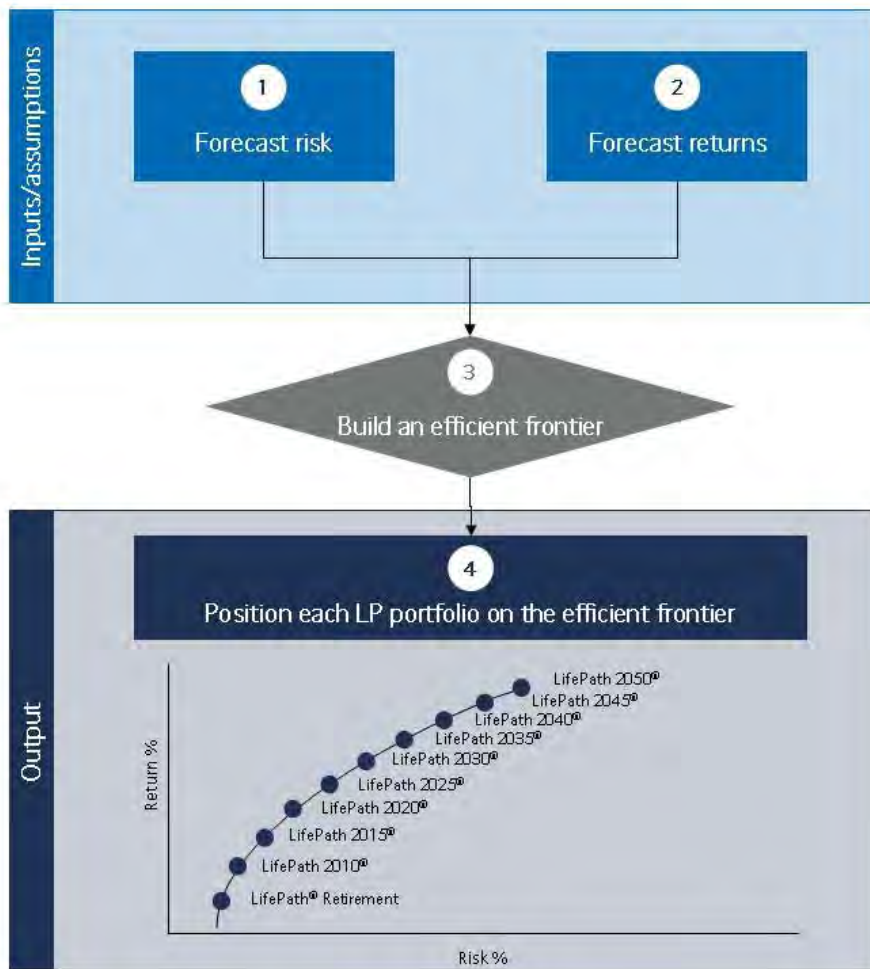 Inputs/assumptions
1
Forecast risk
2
Forecast returns
3
Build an efficient frontier
Output
4
Position each LP portfolio on the efficient frontier
Return %
LifePath 2050®
LifePath 2045®
LifePath 2040®
LifePath 2035®
LifePath 2030®
LifePath 2025®
LifePath 2020®
LifePath 2015®
LifePath 2010®
LifePath® Retirement
Risk %